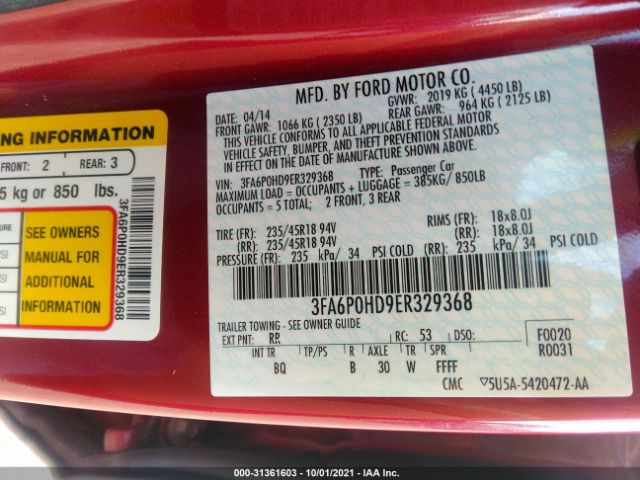 MFD. BY FORD MOTOR CO.
04/14 GVWR: 2019 KG ( 4450 LB)
FRONT GAWR: 1066 KG ( 2350 LB) REAR GAWR: 964 KG ( 2125 LB)
THIS VEHICLE CONFORMS TO ALL APPLICABLE FEDERAL MOTOR
VEHICLE SAFETY, BUMPER, AND THEFT PREVENTION STANDARDS
IN EFFECT ON THE DATE OF MANUFACTURE SHOWN ABOVE.
VIN: 3FA6P0HD9ER329368 TYPE: Passenger Car
MAXIMUM LOAD = OCCUPANTS + LUGGAGE = 385KG/ 850LB
OCCUPANTS = 5 TOTAL; 2 FRONT, 3 REAR
TIRE (FR): 235/45R18 94V RIMS (FR): 18x8.0J
(RR): 235/45R18 94V (RR): 18x8.0J
PRESSURE (FR): 235 kPa/ 34 PSI COLD (RR): 235 kPa/ 34 PSI COLD
3FA6P0HD9ER329368
TRAILER TOWING - SEE OWNER GUIDE
EXT PNT: RR RC: 53 DSO: F0020
INT TR TP/PS R AXLE TR SPR R0031
BQ B 30 W FFFF
CMC 5U5A-5420472-AA
ING INFORMATION
FRONT: 2 REAR: 3
5 kg or 850 lbs.
SEE OWNERS
MANUAL FOR
ADDITIONAL
INFORMATION
3FA6P0HD9ER329368
000-31361603 - 10/01/2021 - IAA Inc.